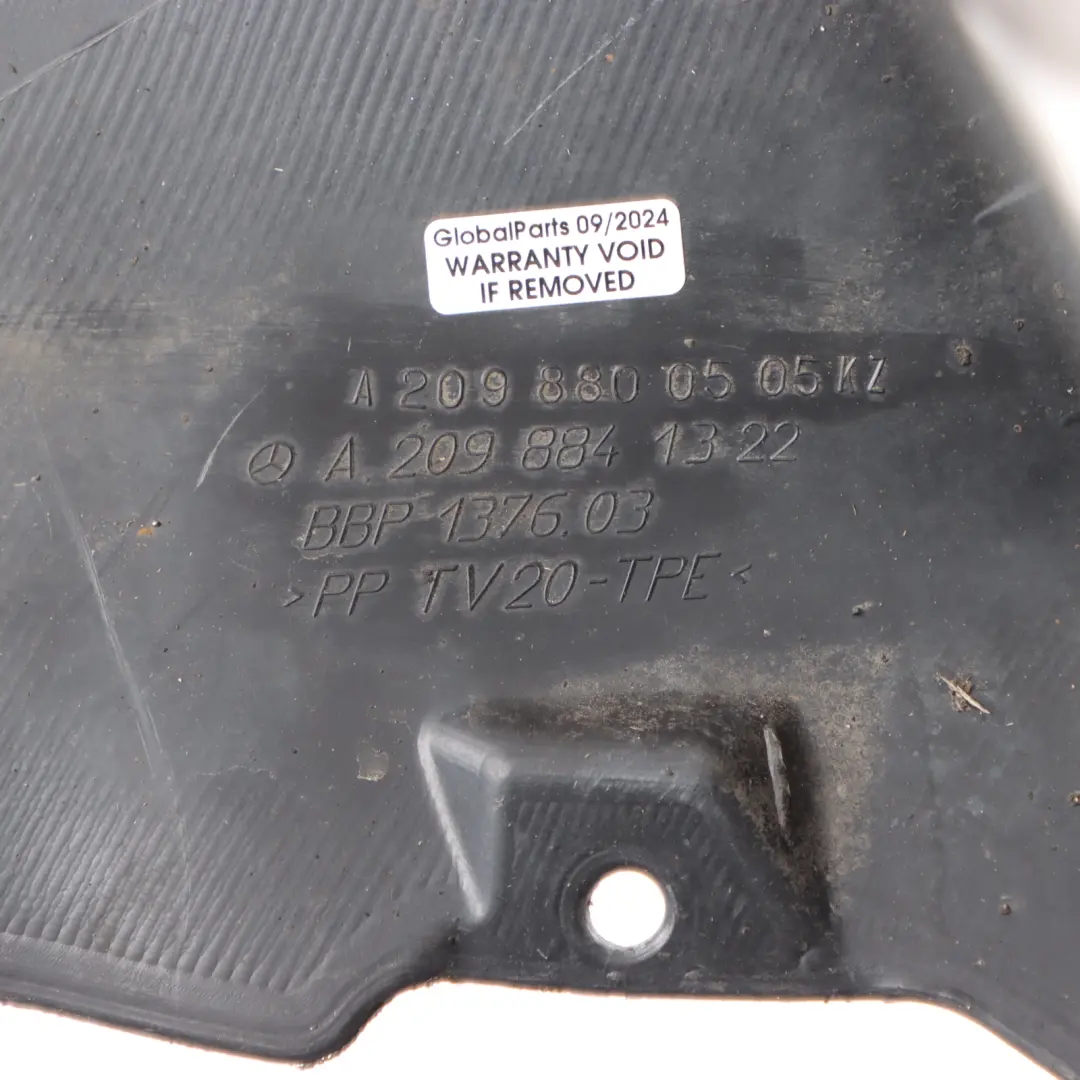 GlobalParts 09/2024
WARRANTY VOID
IF REMOVED
A 209 880 05 05 KZ
A 209 884 13 22
BBP 1376.03
>PP TV20-TPE<